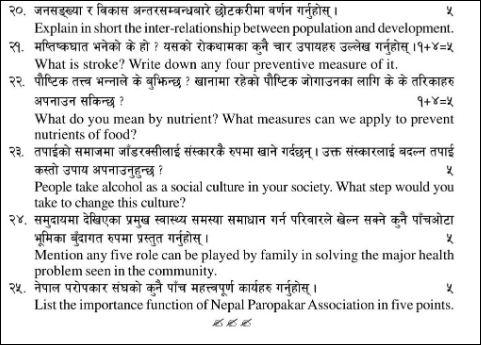 २०. जनसङ्ख्या र विकास अन्तरसम्बन्धबारे छोटकरीमा वर्णन गर्नुहोस् । ५
Explain in short the inter-relationship between population and development.
२१. मष्तिष्कघात भनेको के हो ? यसको रोकथामका कुनै चार उपायहरु उल्लेख गर्नुहोस् ।१+४=५
What is stroke? Write down any four preventive measure of it.
२२. पौष्टिक तत्त्व भन्नाले के बुझिन्छ ? खानामा रहेको पौष्टिक जोगाउनका लागि के के तरिकाहरु
अपनाउन सकिन्छ ? १+४=५
What do you mean by nutrient? What measures can we apply to prevent
nutrients of food?
२३. तपाईको समाजमा जाँडरक्सीलाई संस्कारकै रुपमा खाने गर्दछन् । उक्त संस्कारलाई बदल्न तपाई
कस्तो उपाय अपनाउनुहुन्छ ? ५
People take alcohol as a social culture in your society. What step would you
take to change this culture?
२४. समुदायमा देखिएका प्रमुख स्वास्थ्य समस्या समाधान गर्न परिवारले खेल्न सक्ने कुनै पाँचओटा
भूमिका बुँदागत रुपमा प्रस्तुत गर्नुहोस् । ५
Mention any five role can be played by family in solving the major health
problem seen in the community.
२५. नेपाल परोपकार संघको कुनै पाँच महत्त्वपूर्ण कार्यहरु गर्नुहोस् । ५
List the importance function of Nepal Paropakar Association in five points.